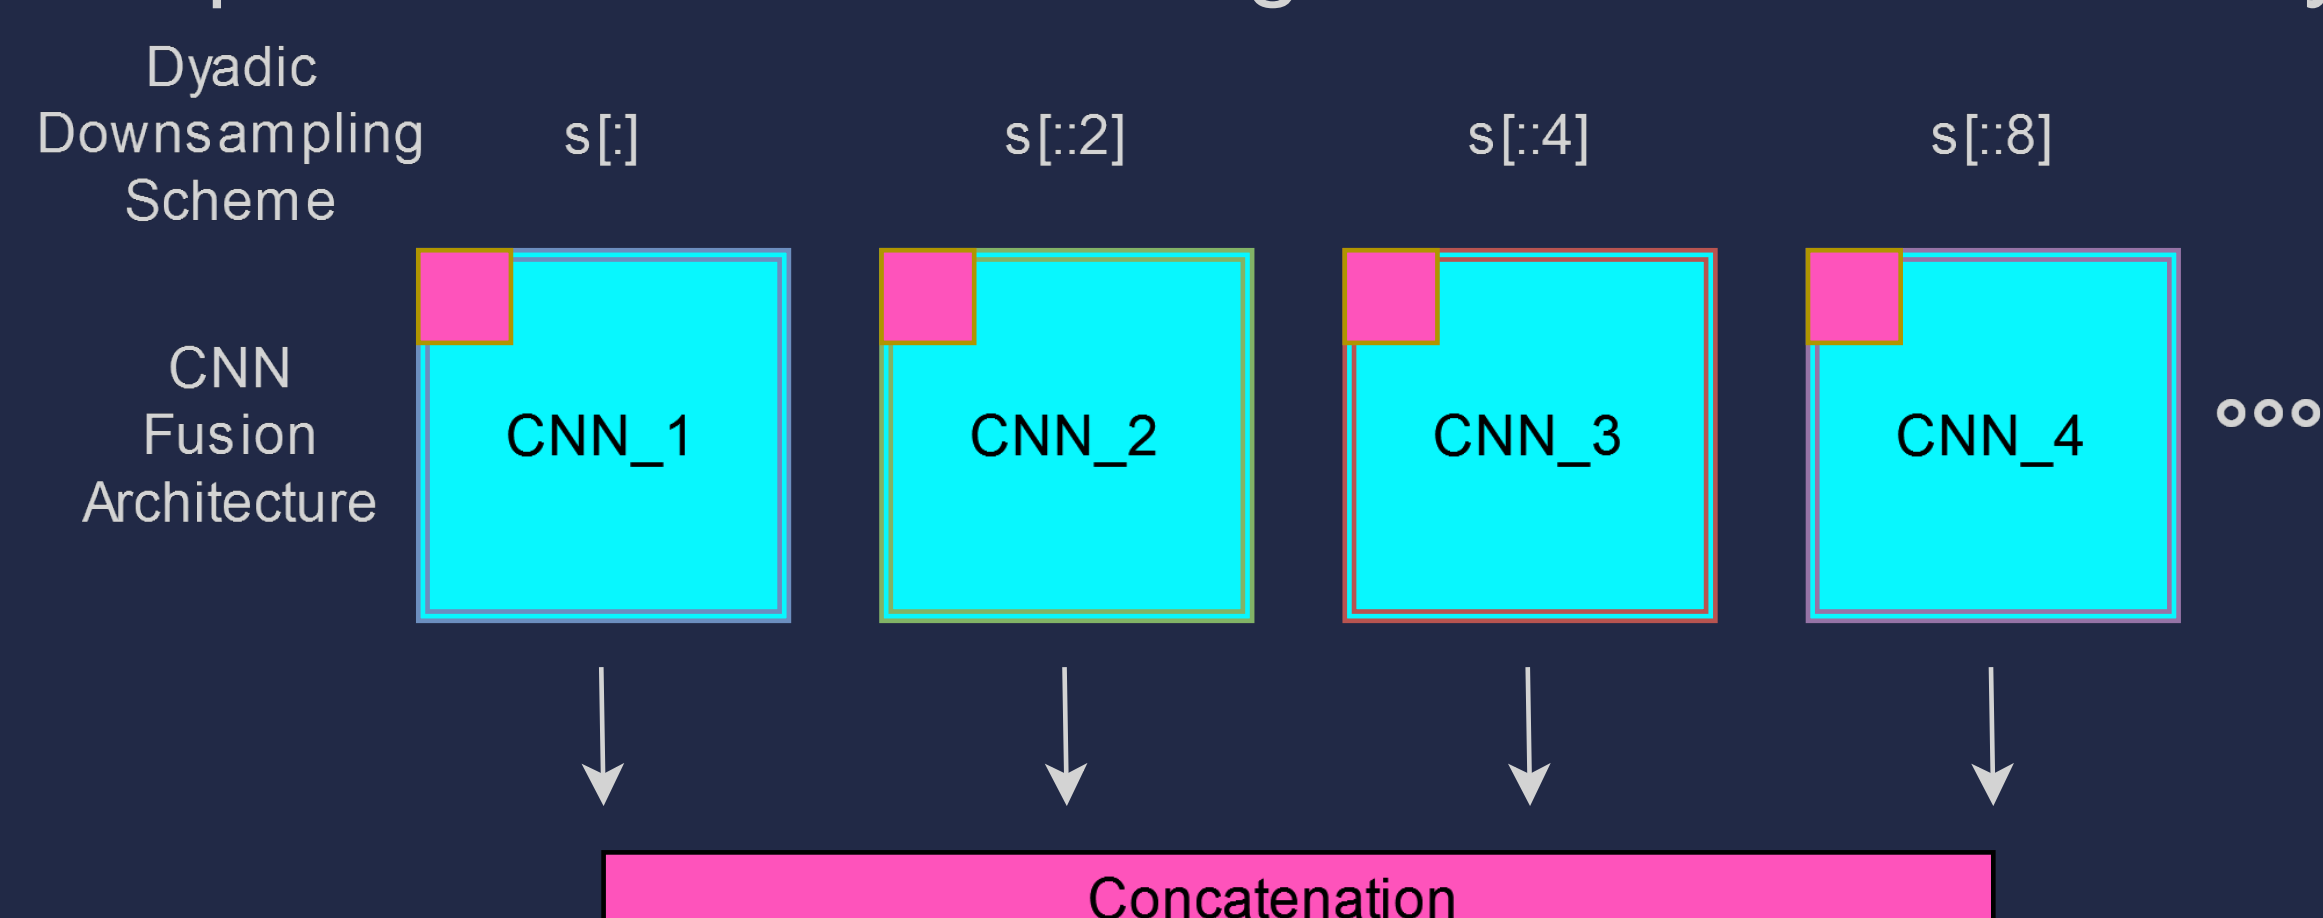 Dyadic
Downsampling
Scheme
s[:]
s[::2]
s[::4]
s[::8]
CNN
Fusion
Architecture
CNN_1
CNN_2
CNN_3
CNN_4
Concatenation